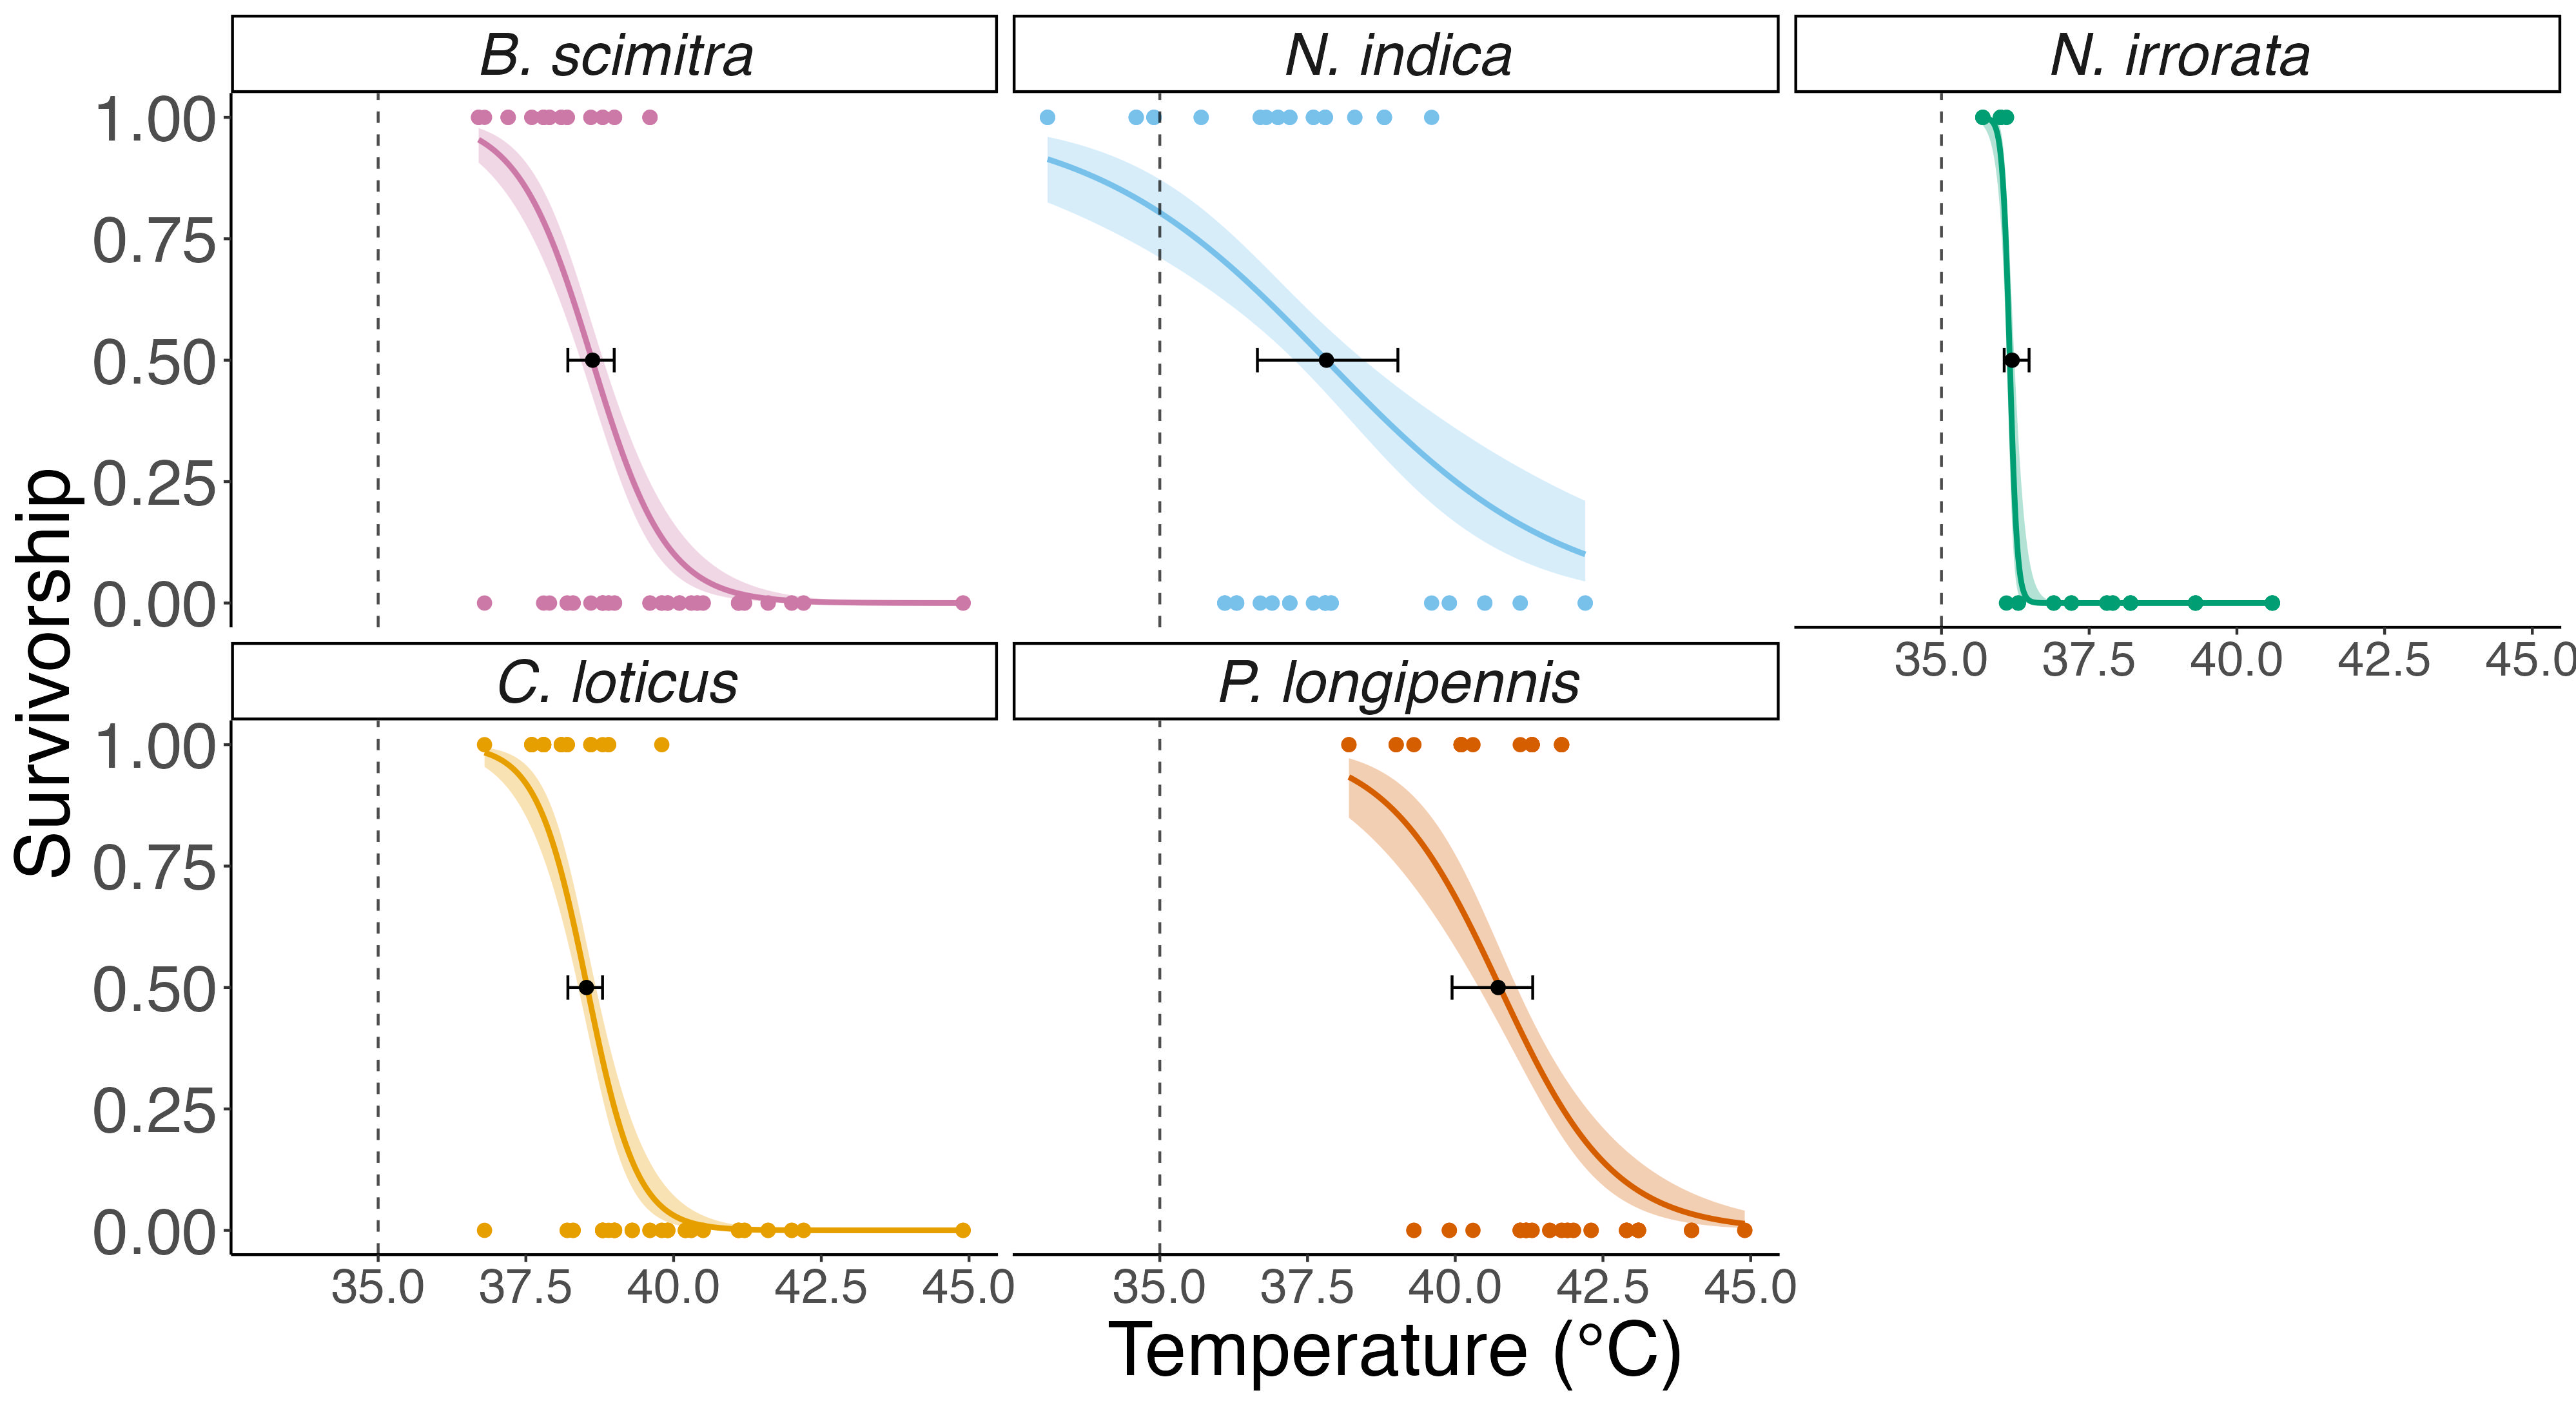 B. scimitra
N. indica
N. irrorata
1.00
0.75
0.50
0.25
0.00
35.0 37.5 40.0 42.5 45.0
Survivorship
C. loticus
P. longipennis
1.00
0.75
0.50
0.25
0.00
35.0 37.5 40.0 42.5 45.0
35.0 37.5 40.0 42.5 45.0
Temperature (°C)